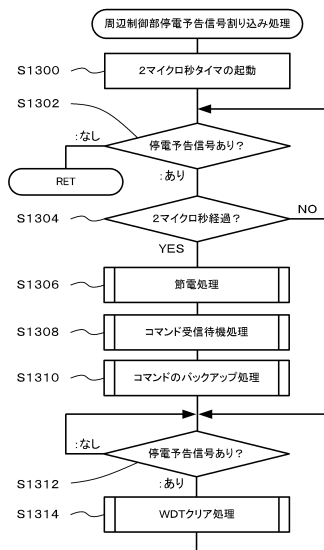 周辺制御部停電予告信号割り込み処理
S1300
2マイクロ秒タイマの起動
S1302
:なし
停電予告信号あり?
RET
:あり
S1304
2マイクロ秒経過?
NO
YES
S1306
節電処理
S1308
コマンド受信待機処理
S1310
コマンドのバックアップ処理
:なし
停電予告信号あり?
S1312
:あり
S1314
WDTクリア処理